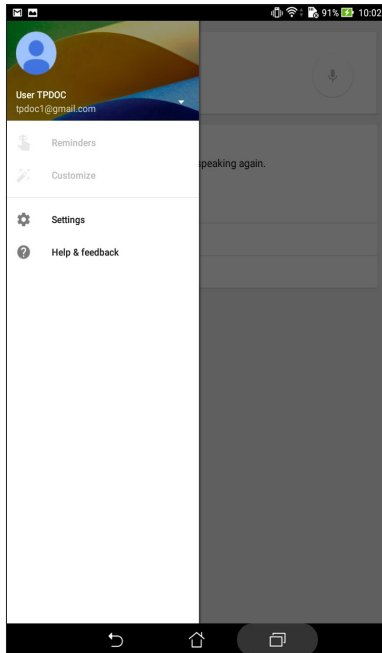 91% 10:02
User TPDOC
tpdoc1@gmail.com
Reminders
Customize
speaking again.
Settings
Help & feedback